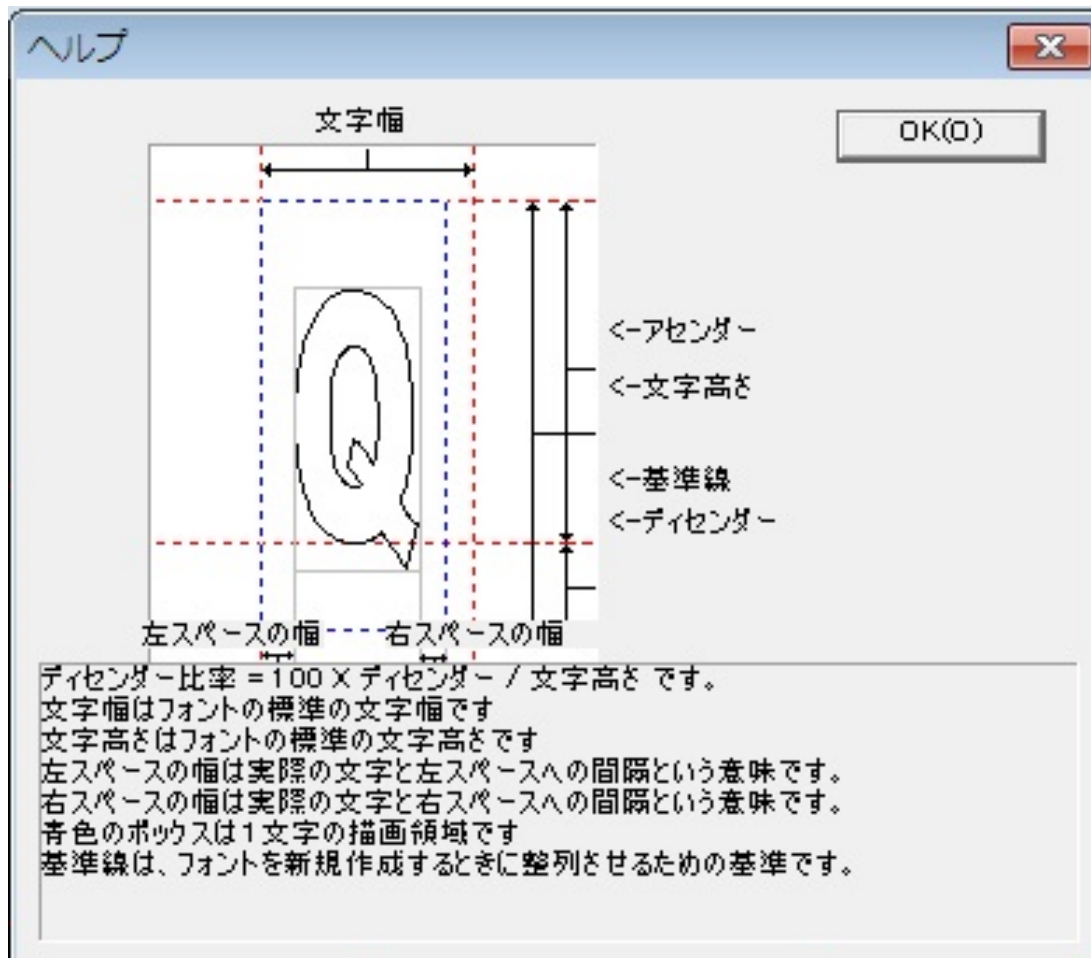 ヘルプ
文字幅
OK(O)
<-アセンダー
<-文字高さ
<-基準線
<-ディセンダー
左スペースの幅
右スペースの幅
ディセンダー比率 =100 X ディセンダー / 文字高さ です。
文字幅はフォントの標準の文字幅です
文字高さはフォントの標準の文字高さです
左スペースの幅は実際の文字と左スペースへの間隔という意味です。
右スペースの幅は実際の文字と右スペースへの間隔という意味です。
青色のボックスは1文字の描画領域です
基準線は、フォントを新規作成するときに整列させるための基準です。